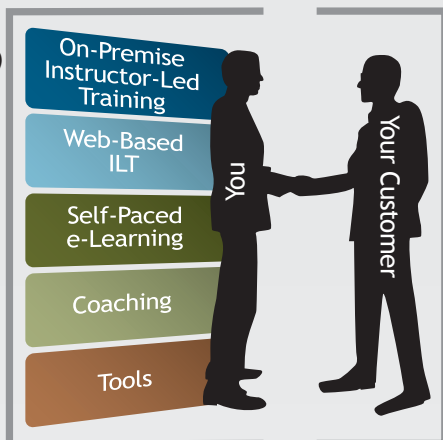 On-Premise
Instructor-Led
Training
Web-Based
ILT
Self-Paced
e-Learning
Coaching
Tools
You
Your Customer